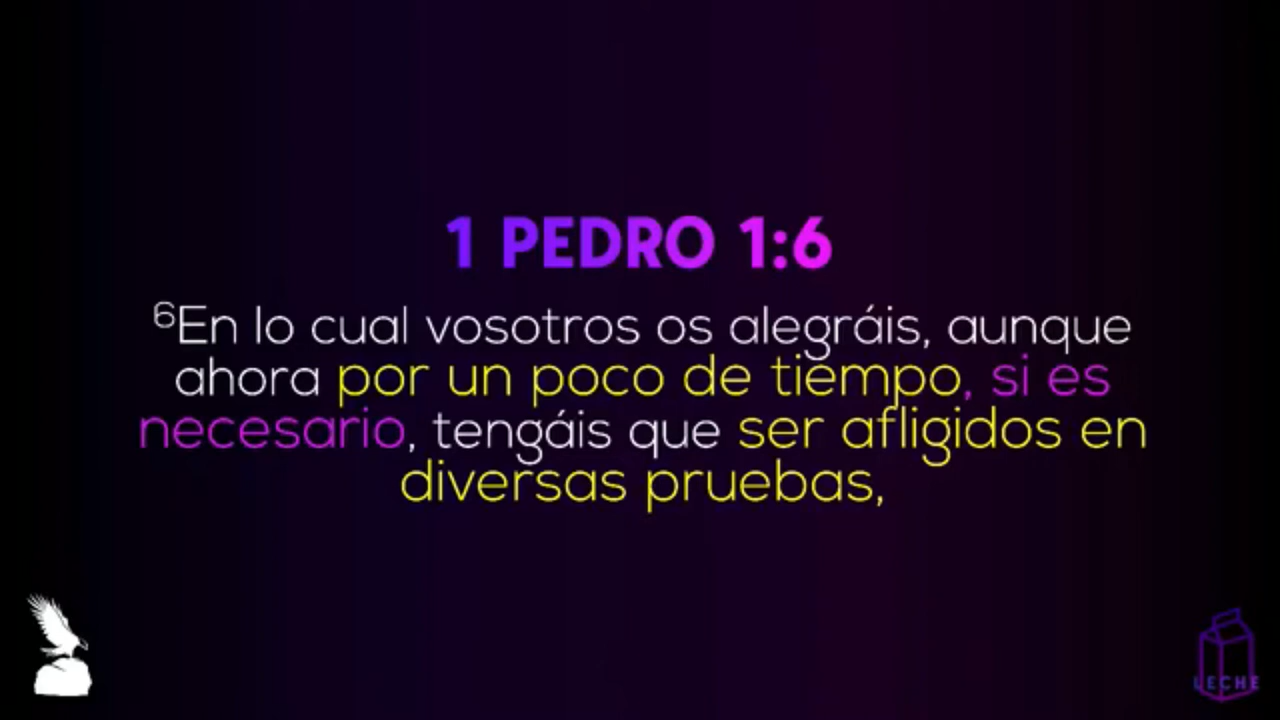 1 PEDRO 1:6
⁶En lo cual vosotros os alegráis, aunque
ahora por un poco de tiempo, si es
necesario, tengáis que ser afligidos en
diversas pruebas,
LECHE